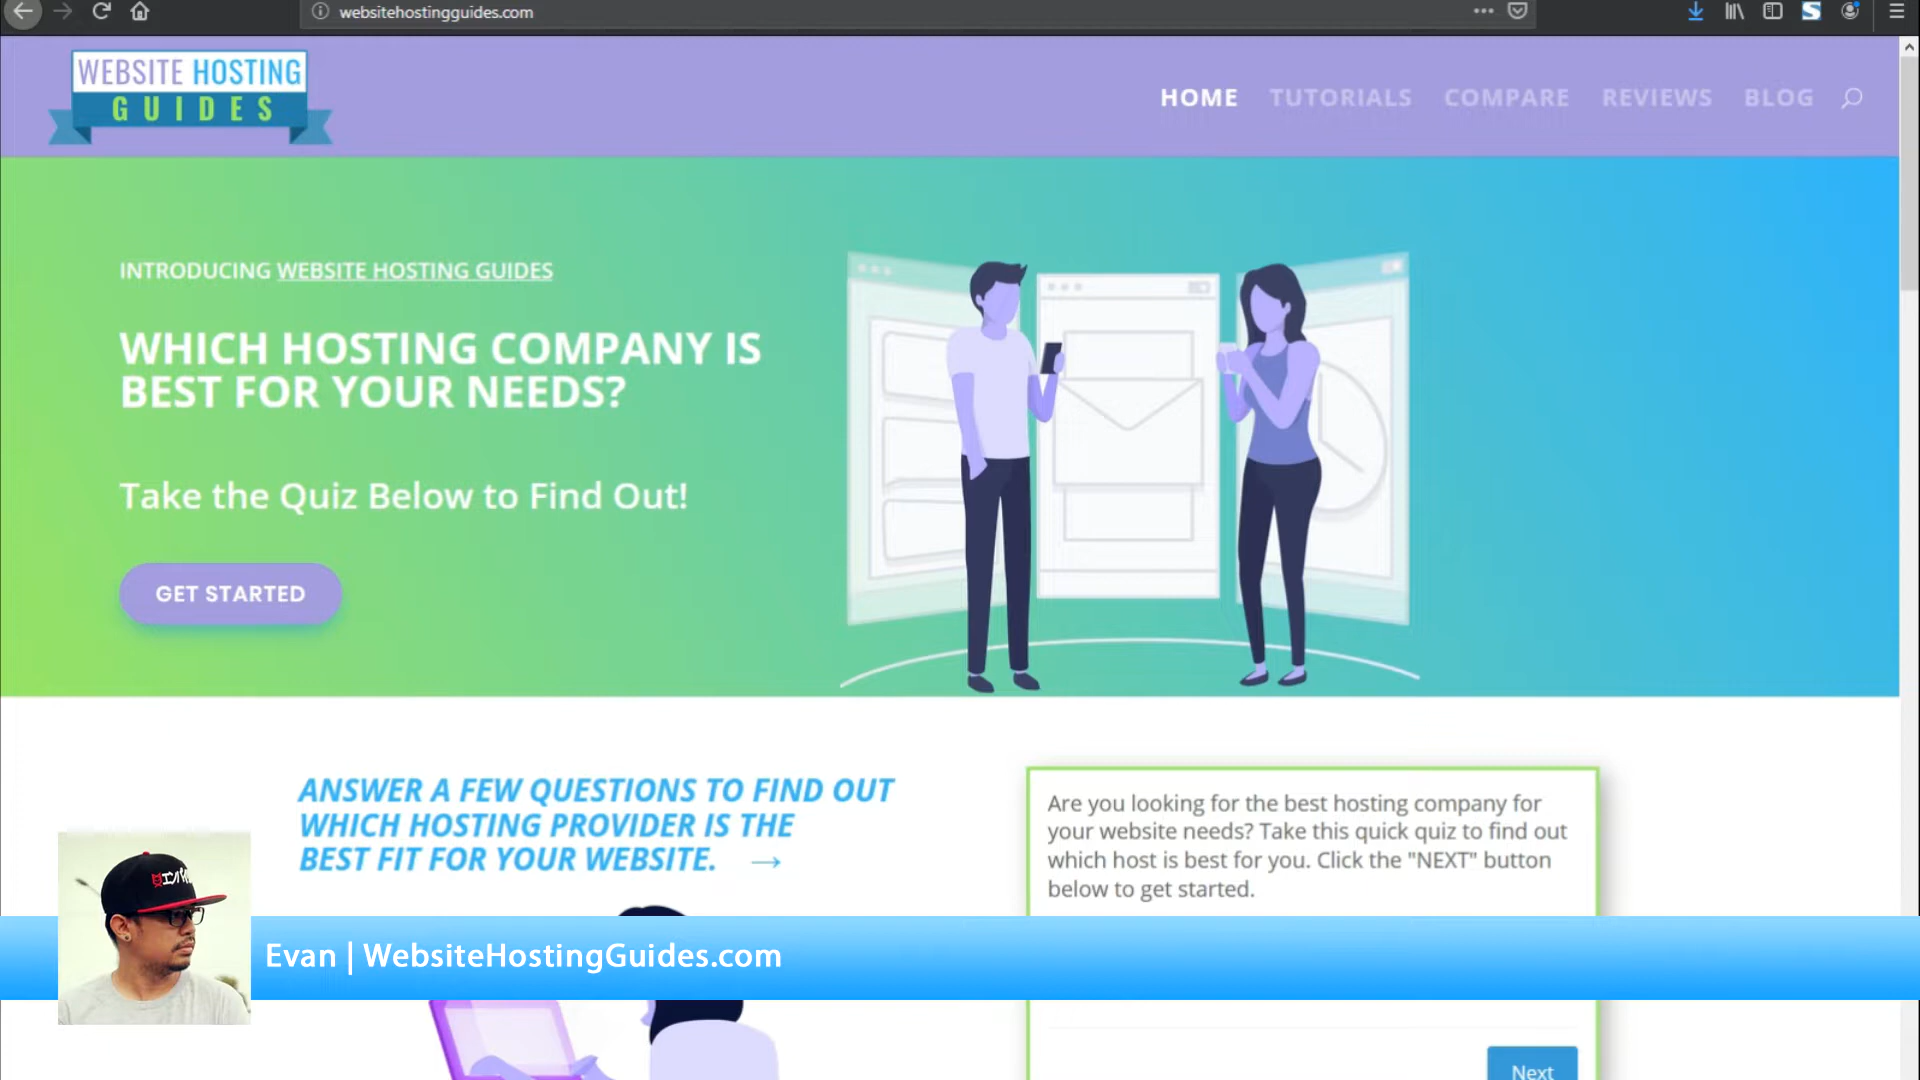 websitehostingguides.com
WEBSITE HOSTING
GUIDES
HOME TUTORIALS COMPARE REVIEWS BLOG
INTRODUCING WEBSITE HOSTING GUIDES
WHICH HOSTING COMPANY IS
BEST FOR YOUR NEEDS?
Take the Quiz Below to Find Out!
GET STARTED
ANSWER A FEW QUESTIONS TO FIND OUT
WHICH HOSTING PROVIDER IS THE
BEST FIT FOR YOUR WEBSITE. →
Are you looking for the best hosting company for
your website needs? Take this quick quiz to find out
which host is best for you. Click the "NEXT" button
below to get started.
Evan | WebsiteHostingGuides.com
Next